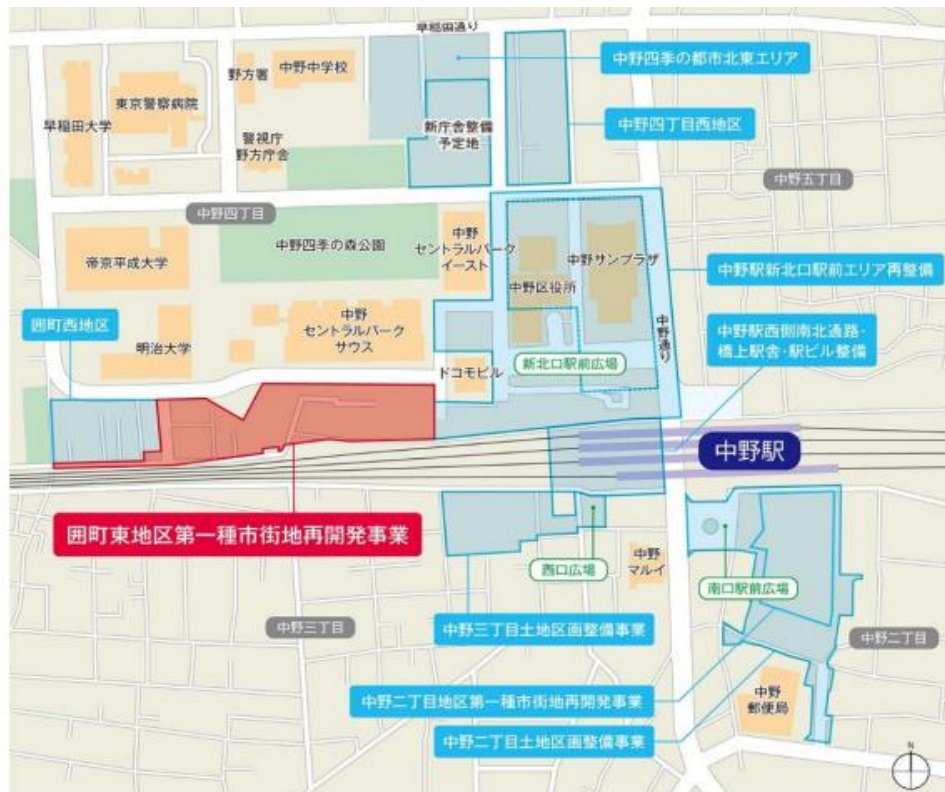 早稲田通り
中野四季の都市北東エリア
野方署
中野中学校
東京警察病院
早稲田大学
新庁舎整備
予定地
中野四丁目西地区
警視庁
野方庁舎
中野五丁目
中野四丁目
中野四季の森公園
中野
セントラルパーク
イースト
中野サンプラザ
中野区役所
帝京平成大学
中野駅新北口駅前エリア再整備
囲町西地区
中野
セントラルパーク
サウス
明治大学
中野通り
中野駅西側南北通路・
橋上駅舎・駅ビル整備
新北口駅前広場
ドコモビル
中野駅
囲町東地区第一種市街地再開発事業
西口広場
中野
マルイ
南口駅前広場
中野三丁目
中野三丁目土地区画整備事業
中野二丁目
中野二丁目地区第一種市街地再開発事業
中野
郵便局
中野二丁目土地区画整備事業
N